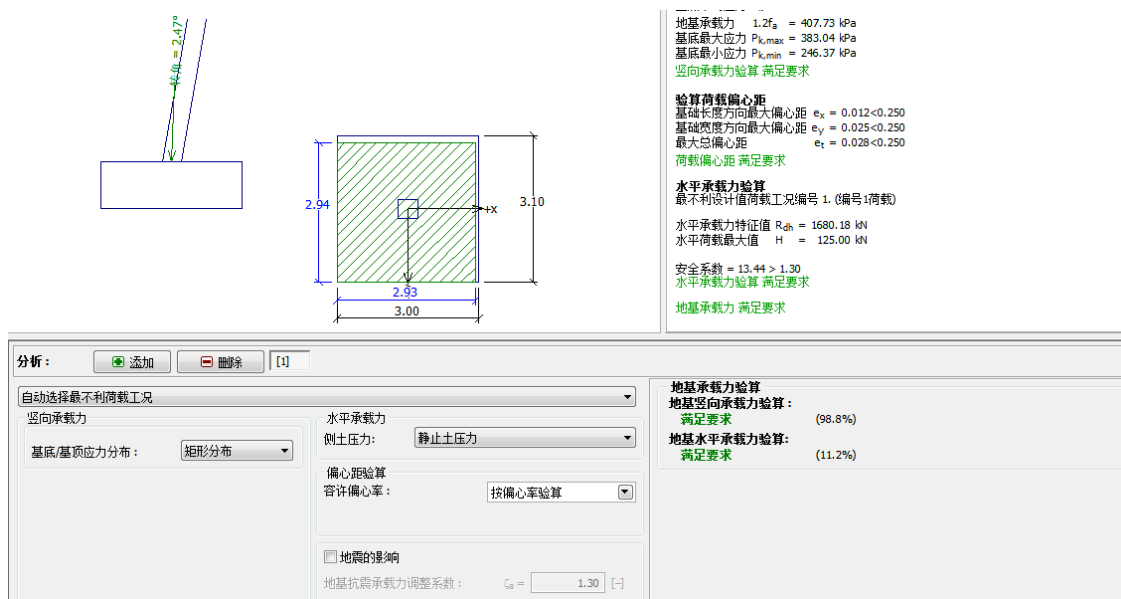 转角 = 2.47°
2.94
+x
3.10
2.93
3.00
地基承载力 1.2fa = 407.73 kPa
基底最大应力 Pk,max = 383.04 kPa
基底最小应力 Pk,min = 246.37 kPa
竖向承载力验算 满足要求
验算荷载偏心距
基础长度方向最大偏心距 ex = 0.012<0.250
基础宽度方向最大偏心距 ey = 0.025<0.250
最大总偏心距 et = 0.028<0.250
荷载偏心距 满足要求
水平承载力验算
最不利设计值荷载工况编号 1. (编号1荷载)
水平承载力特征值 Rdh = 1680.18 kN
水平荷载最大值 H = 125.00 kN
安全系数 = 13.44 > 1.30
水平承载力验算 满足要求
地基承载力 满足要求
分析: 添加 删除 [1]
自动选择最不利荷载工况
竖向承载力
基底/基顶应力分布: 矩形分布
水平承载力
侧土压力: 静止土压力
偏心距验算
容许偏心率: 按偏心率验算
地震的影响
地基抗震承载力调整系数: ζa = 1.30 [-]
地基承载力验算
地基竖向承载力验算:
满足要求 (98.8%)
地基水平承载力验算:
满足要求 (11.2%)